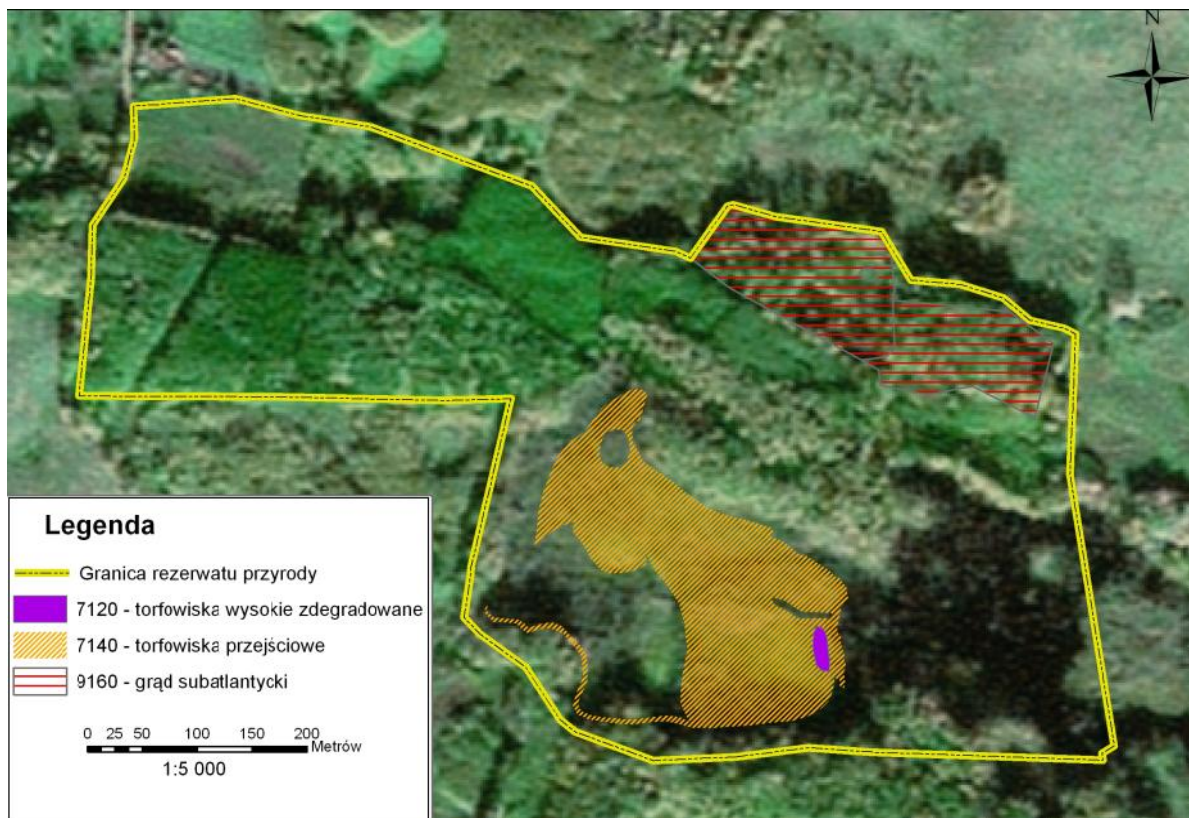 N
Legenda
Granica rezerwatu przyrody
7120 - torfowiska wysokie zdegradowane
7140 - torfowiska przejściowe
9160 - grąd subatlantycki
0 25 50 100 150 200
Metrów
1:5 000